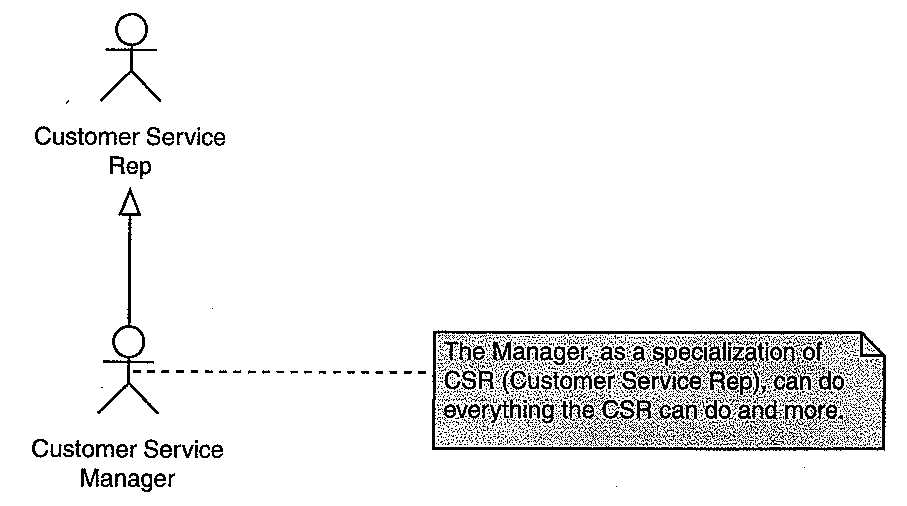 Customer Service
Rep
Customer Service
Manager
The Manager, as a specialization of
CSR (Customer Service Rep), can do
everything the CSR can do and more.